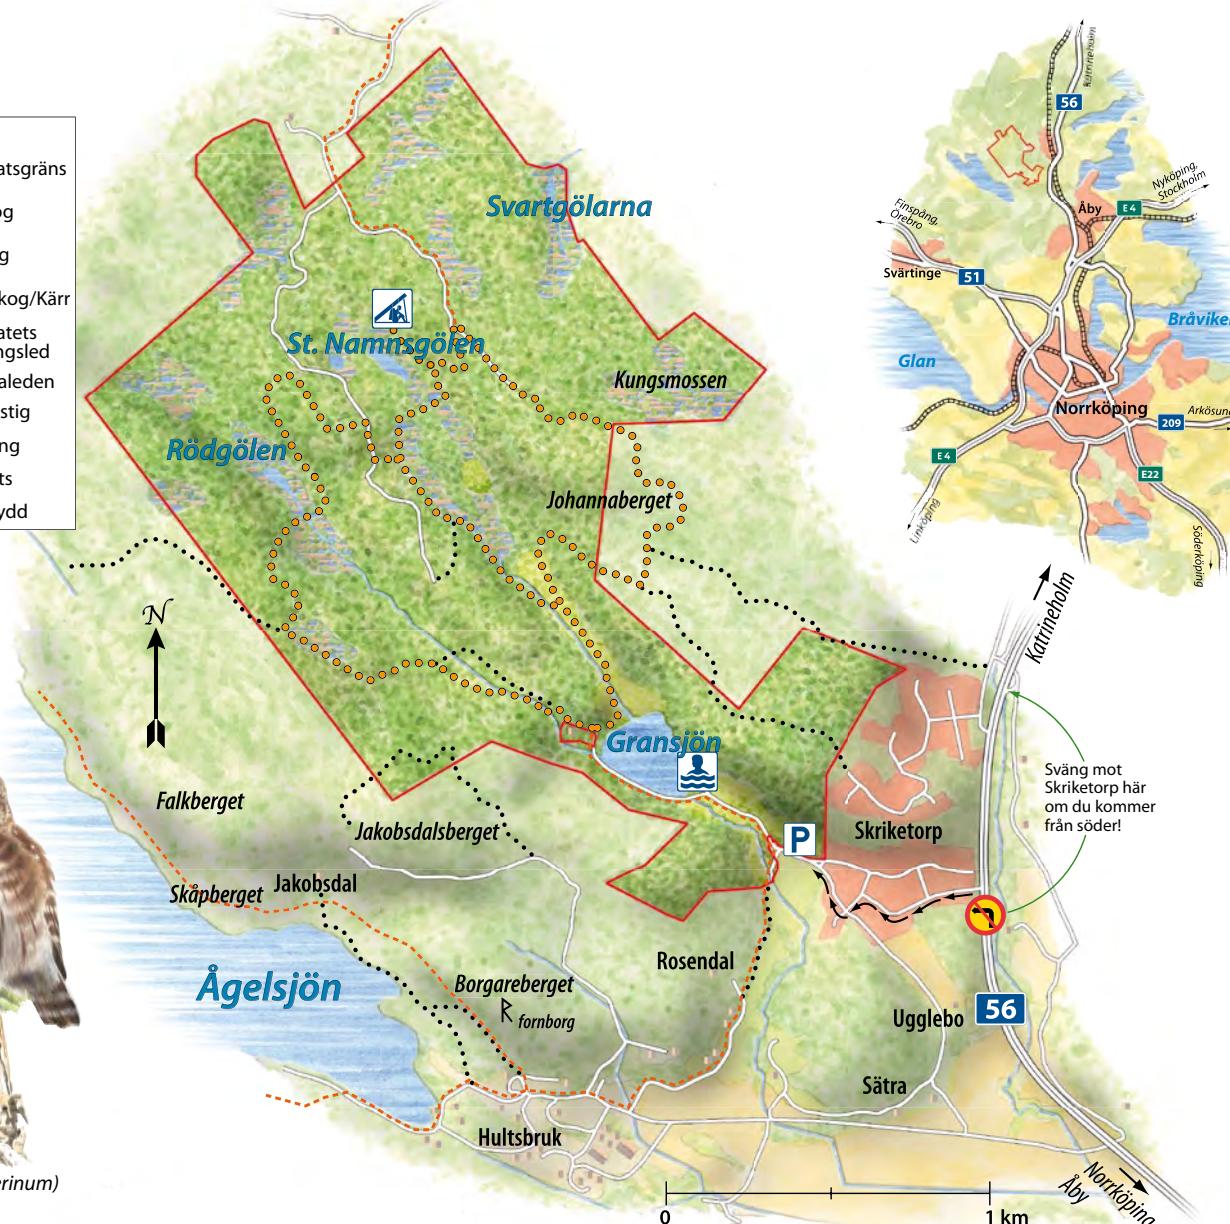 atsgräns
og
g
kog/Kärr
atets
ngsled
aleden
stig
ng
ts
ydd
N
erinum)
Svartgölarna
St. Namnsgölen
Kungsmossen
Rödgölen
Johannaberget
Gransjön
P
Falkberget
Jakobsdalsberget
Skåpberget
Jakobsdal
Ågelsjön
Borgareberget
R
fornborg
Rosendal
Hultsbruk
Skriketorp
Ugglebo
Sätra
56
Sväng mot
Skriketorp här
om du kommer
från söder!
Katrineholm
Norrköping
Åby
0
1 km
Katrineholm
56
Nyköping,
Stockholm
E 4
Åby
Finspång,
Örebro
Svärtinge
51
Glan
Bråviken
Norrköping
209
Arkösund
E 4
E22
Linköping
Söderköping